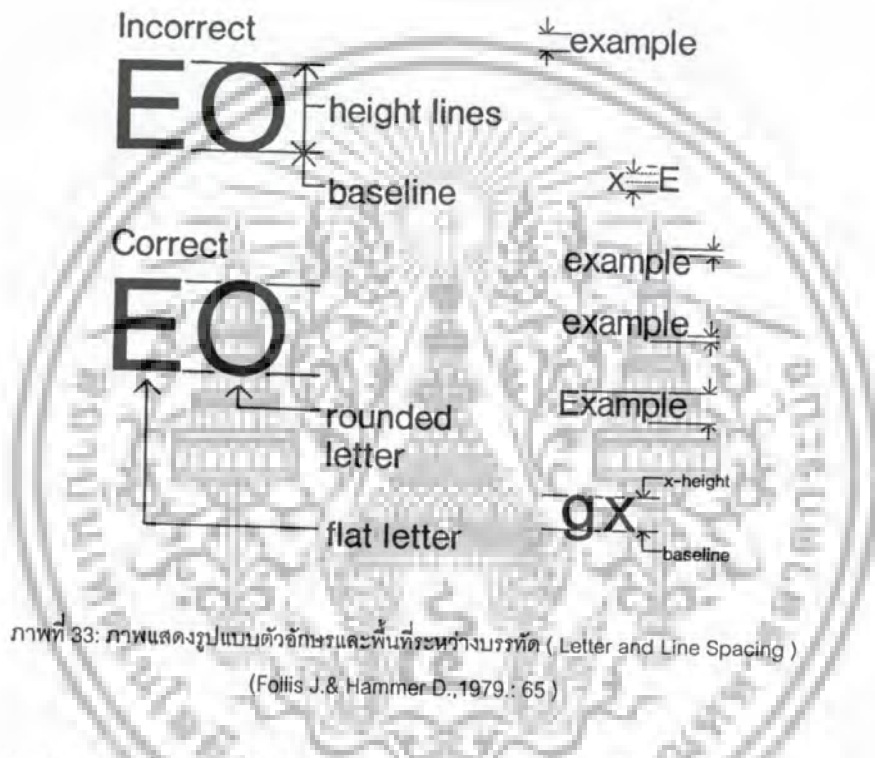 Incorrect
EO
height lines
baseline
Correct
EO
rounded
letter
flat letter
example
x E
example
example
Example
x-height
gx
baseline
ภาพที่ 33: ภาพแสดงรูปแบบตัวอักษรและพื้นที่ระหว่างบรรทัด ( Letter and Line Spacing )
(Follis J.& Hammer D.,1979.: 65 )